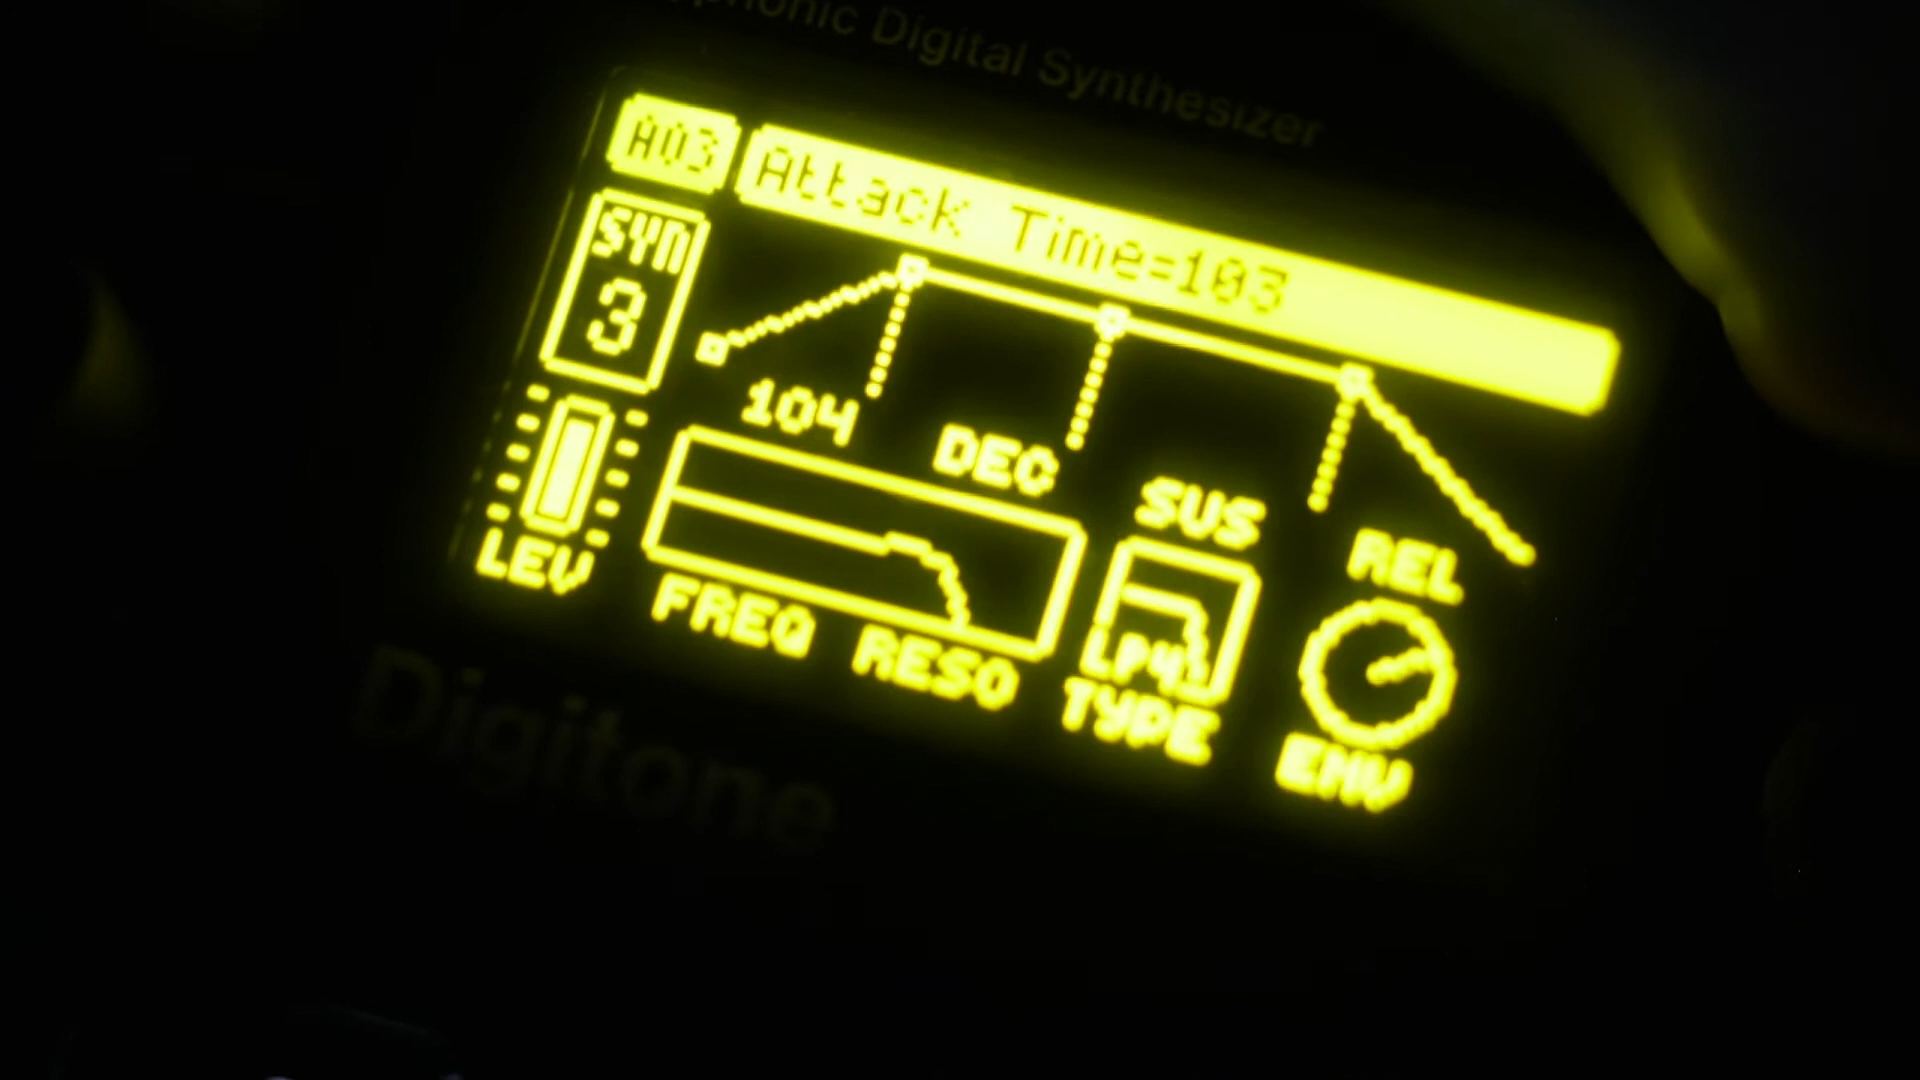 phonic Digital Synthesizer
A03 Attack Time=103
SYN
3
104 DEC SUS REL
LEV
LP4
FREQ RESO TYPE ENV
Digitone